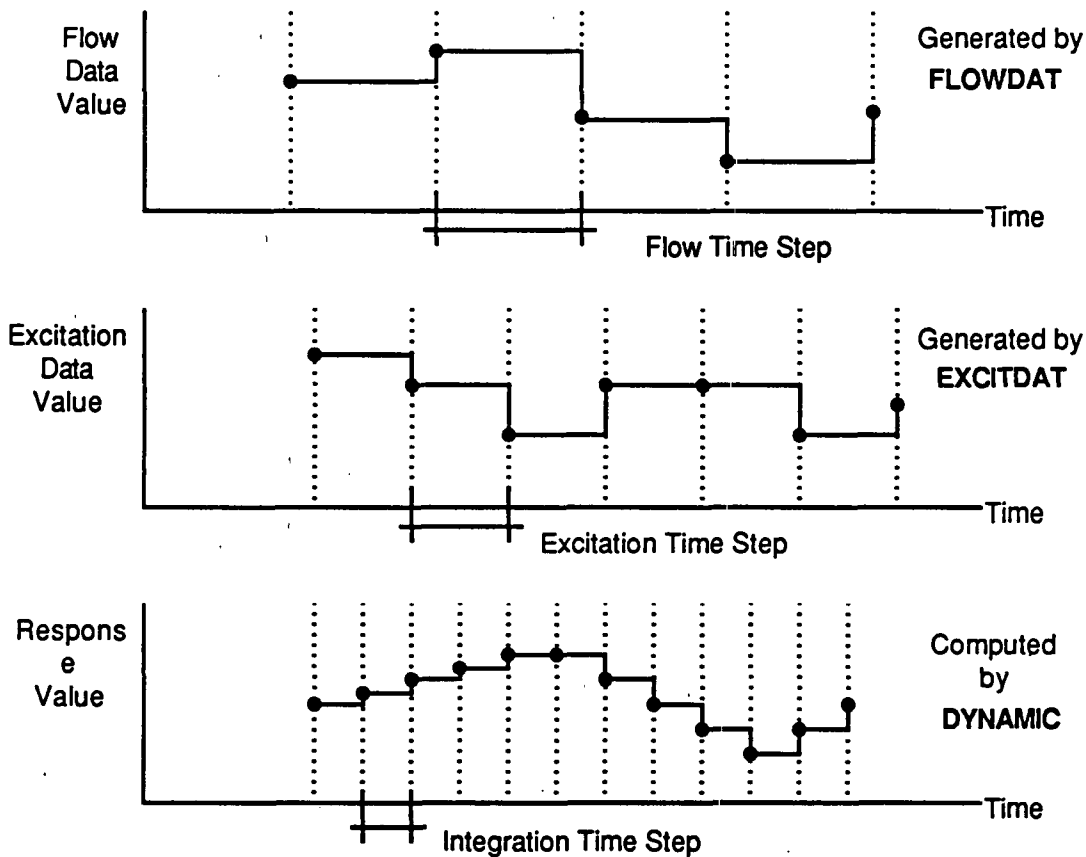 Flow
Data
Value
Generated by
FLOWDAT
Time
Flow Time Step
Excitation
Data
Value
Generated by
EXCITDAT
Time
Excitation Time Step
Respons
e
Value
Computed
by
DYNAMIC
Time
Integration Time Step